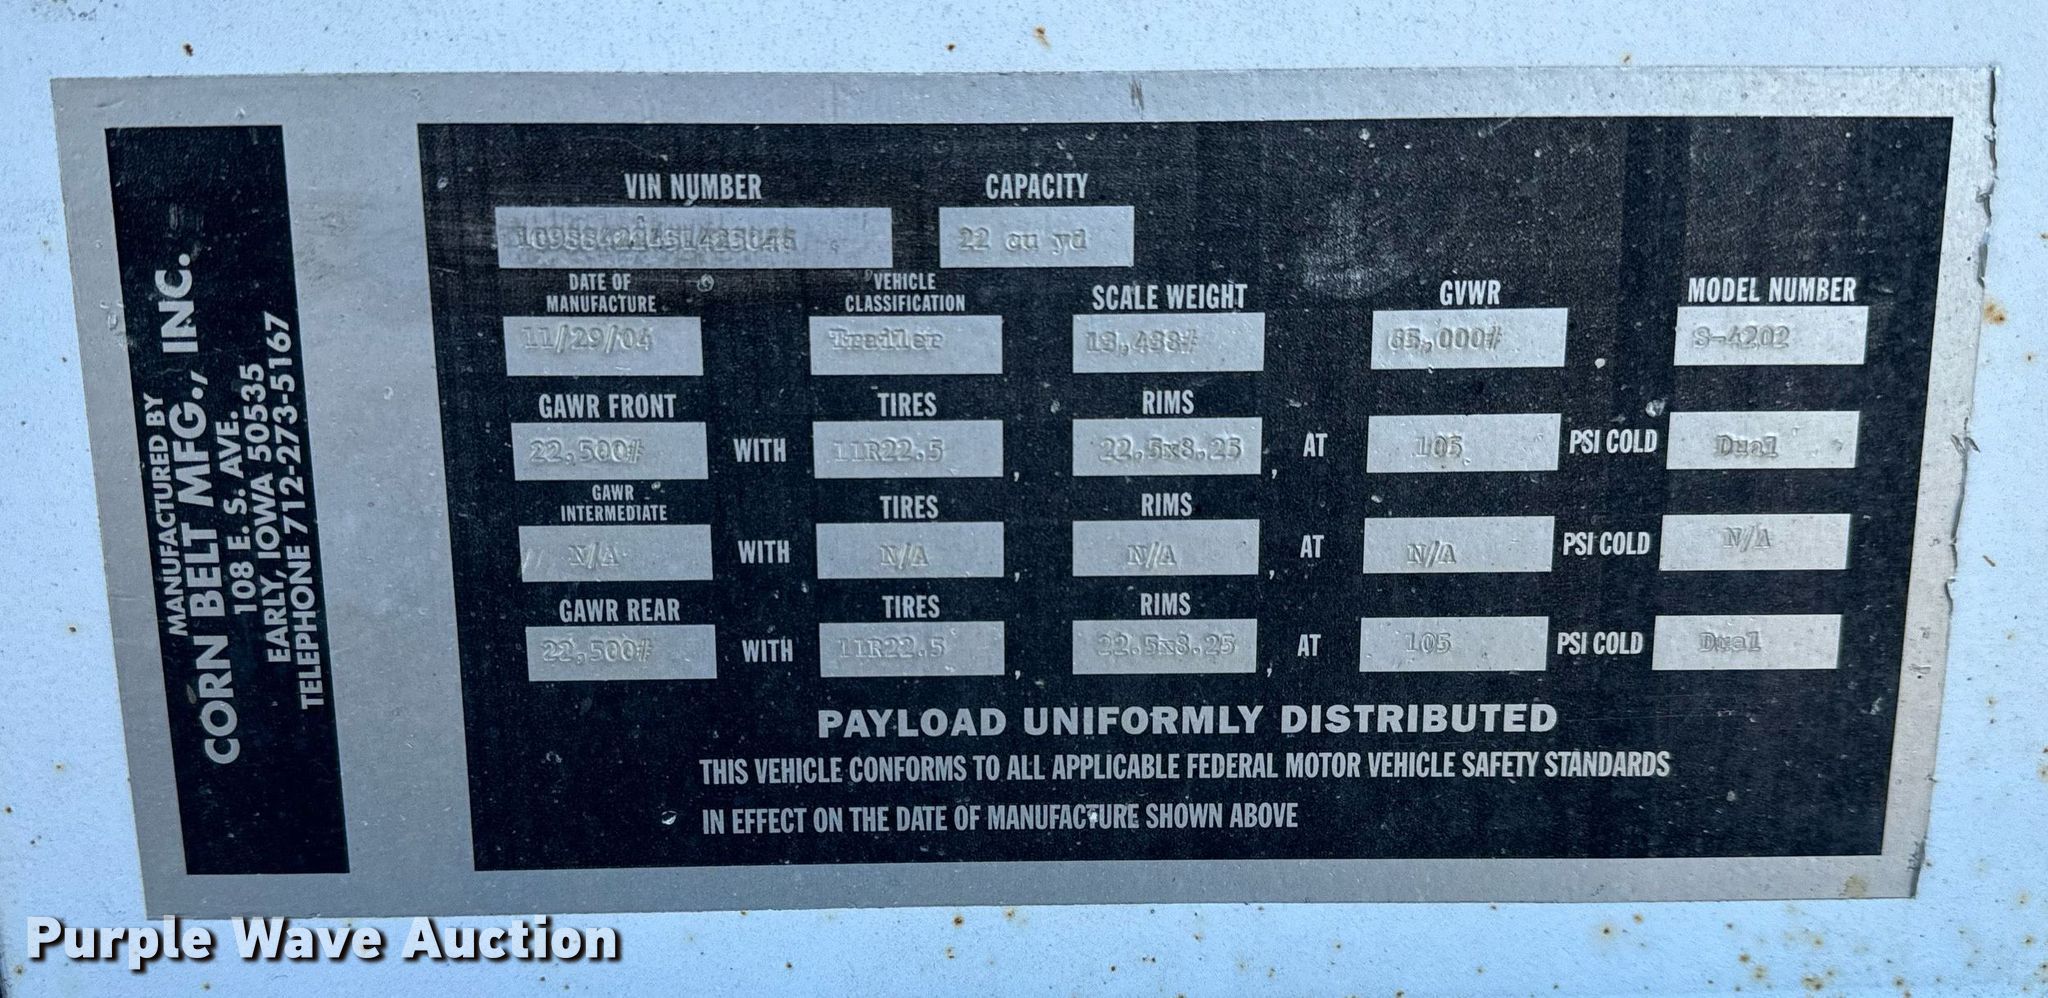 MANUFACTURED BY
CORN BELT MFG., INC.
108 E. S. AVE.
EARLY, IOWA 50535
TELEPHONE 712-273-5167
VIN NUMBER CAPACITY
22 cu yd
DATE OF MANUFACTURE VEHICLE CLASSIFICATION SCALE WEIGHT GVWR MODEL NUMBER
11/29/04 Trailer 65,000# S-4202
GAWR FRONT TIRES RIMS
22,500# WITH 11R22.5 , 22.5x8.25 , AT 105 PSI COLD Dual
GAWR INTERMEDIATE TIRES RIMS
N/A WITH N/A , N/A , AT N/A PSI COLD N/A
GAWR REAR TIRES RIMS
22,500# WITH 11R22.5 , 22.5x8.25 , AT 105 PSI COLD Dual
PAYLOAD UNIFORMLY DISTRIBUTED
THIS VEHICLE CONFORMS TO ALL APPLICABLE FEDERAL MOTOR VEHICLE SAFETY STANDARDS
IN EFFECT ON THE DATE OF MANUFACTURE SHOWN ABOVE
Purple Wave Auction